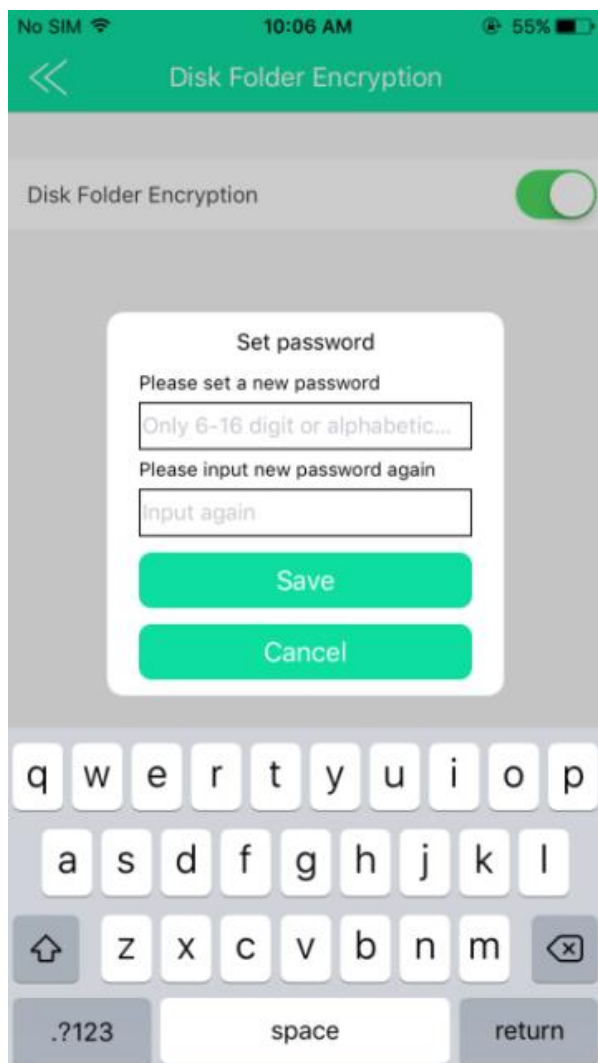 No SIM 10:06 AM 55%
Disk Folder Encryption
Disk Folder Encryption
Set password
Please set a new password
Only 6-16 digit or alphabetic...
Please input new password again
Input again
Save
Cancel
q w e r t y u i o p
a s d f g h j k l
z x c v b n m
.?123 space return